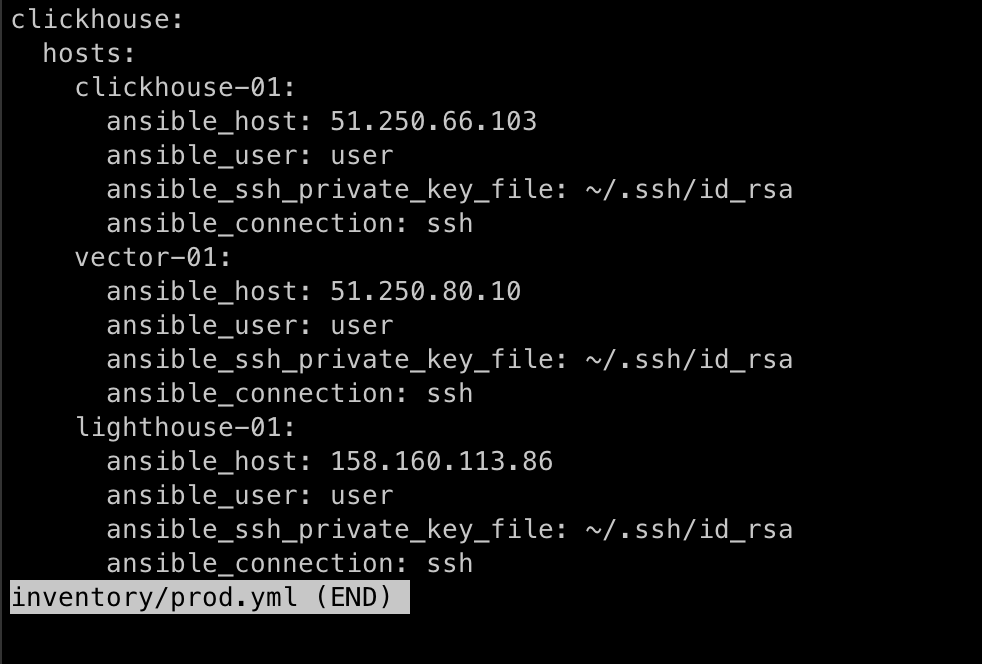 clickhouse:
  hosts:
    clickhouse-01:
      ansible_host: 51.250.66.103
      ansible_user: user
      ansible_ssh_private_key_file: ~/.ssh/id_rsa
      ansible_connection: ssh
    vector-01:
      ansible_host: 51.250.80.10
      ansible_user: user
      ansible_ssh_private_key_file: ~/.ssh/id_rsa
      ansible_connection: ssh
    lighthouse-01:
      ansible_host: 158.160.113.86
      ansible_user: user
      ansible_ssh_private_key_file: ~/.ssh/id_rsa
      ansible_connection: ssh
inventory/prod.yml (END)